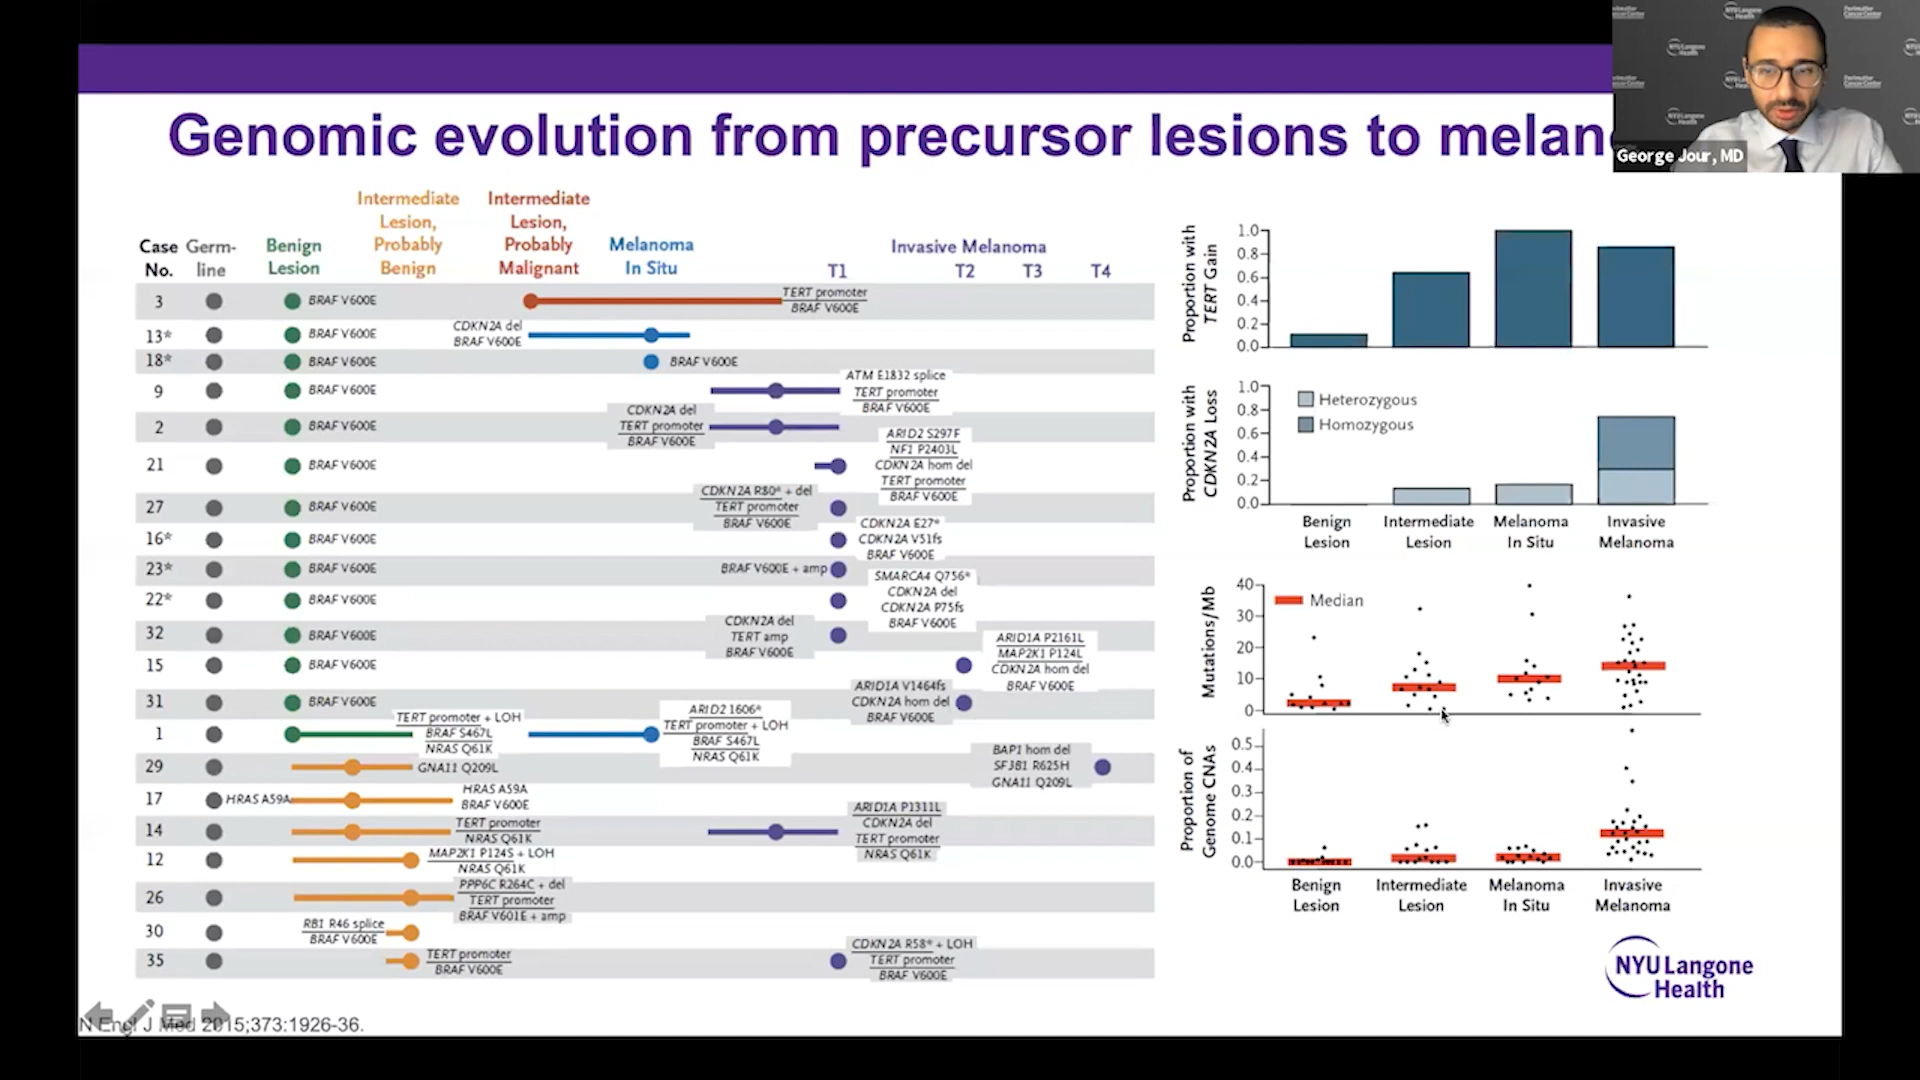 Genomic evolution from precursor lesions to melan
NYU Langone
Health
George Jour, MD
Case
No.
Germ-
line
Benign
Lesion
Intermediate
Lesion,
Probably
Benign
Intermediate
Lesion,
Probably
Malignant
Melanoma
In Situ
Invasive Melanoma
T1 T2 T3 T4
3 BRAF V600E
TERT promoter
BRAF V600E
13* BRAF V600E
CDKN2A del
BRAF V600E
18* BRAF V600E BRAF V600E
9 BRAF V600E
ATM E1832 splice
TERT promoter
BRAF V600E
2 BRAF V600E
CDKN2A del
TERT promoter
BRAF V600E
21 BRAF V600E
ARID2 S297F
NF1 P2403L
CDKN2A hom del
TERT promoter
BRAF V600E
27 BRAF V600E
CDKN2A R80* + del
TERT promoter
BRAF V600E
16* BRAF V600E
CDKN2A E27*
CDKN2A V51fs
BRAF V600E
23* BRAF V600E BRAF V600E + amp
22* BRAF V600E
SMARCA4 Q756*
CDKN2A del
CDKN2A P75fs
BRAF V600E
32 BRAF V600E
CDKN2A del
TERT amp
BRAF V600E
15 BRAF V600E
ARID1A P2161L
MAP2K1 P124L
CDKN2A hom del
BRAF V600E
31 BRAF V600E
ARID1A V1464fs
CDKN2A hom del
BRAF V600E
1
TERT promoter + LOH
BRAF S467L
NRAS Q61K
ARID2 1606*
TERT promoter + LOH
BRAF S467L
NRAS Q61K
29 GNA11 Q209L
BAP1 hom del
SF3B1 R625H
GNA11 Q209L
17 HRAS A59A
HRAS A59A
BRAF V600E
14
TERT promoter
NRAS Q61K
ARID1A P1311L
CDKN2A del
TERT promoter
NRAS Q61K
12
MAP2K1 P124S + LOH
NRAS Q61K
26
PPP6C R264C + del
TERT promoter
BRAF V601E + amp
30
RB1 R46 splice
BRAF V600E
35
TERT promoter
BRAF V600E
CDKN2A R58* + LOH
TERT promoter
BRAF V600E
Proportion with
TERT Gain
1.0
0.8
0.6
0.4
0.2
0.0
Proportion with
CDKN2A Loss
1.0
0.8
0.6
0.4
0.2
0.0
Heterozygous
Homozygous
Benign
Lesion
Intermediate
Lesion
Melanoma
In Situ
Invasive
Melanoma
Mutations/Mb
40
30
20
10
0
Median
Proportion of
Genome CNAs
0.5
0.4
0.3
0.2
0.1
0.0
Benign
Lesion
Intermediate
Lesion
Melanoma
In Situ
Invasive
Melanoma
NYU Langone
Health
N Engl J Med 2015;373:1926-36.